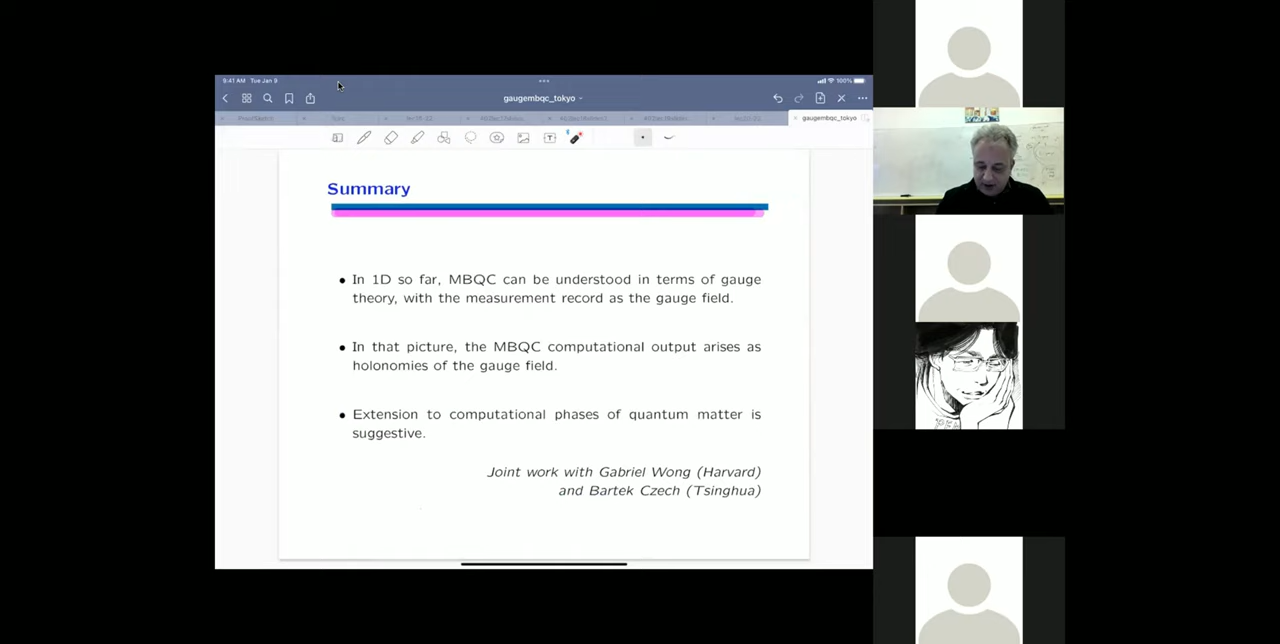 9:41 AM Tue Jan 9
100%
gaugembqc_tokyo
gaugembqc_tokyo
Summary
• In 1D so far, MBQC can be understood in terms of gauge
theory, with the measurement record as the gauge field.
• In that picture, the MBQC computational output arises as
holonomies of the gauge field.
• Extension to computational phases of quantum matter is
suggestive.
Joint work with Gabriel Wong (Harvard)
and Bartek Czech (Tsinghua)